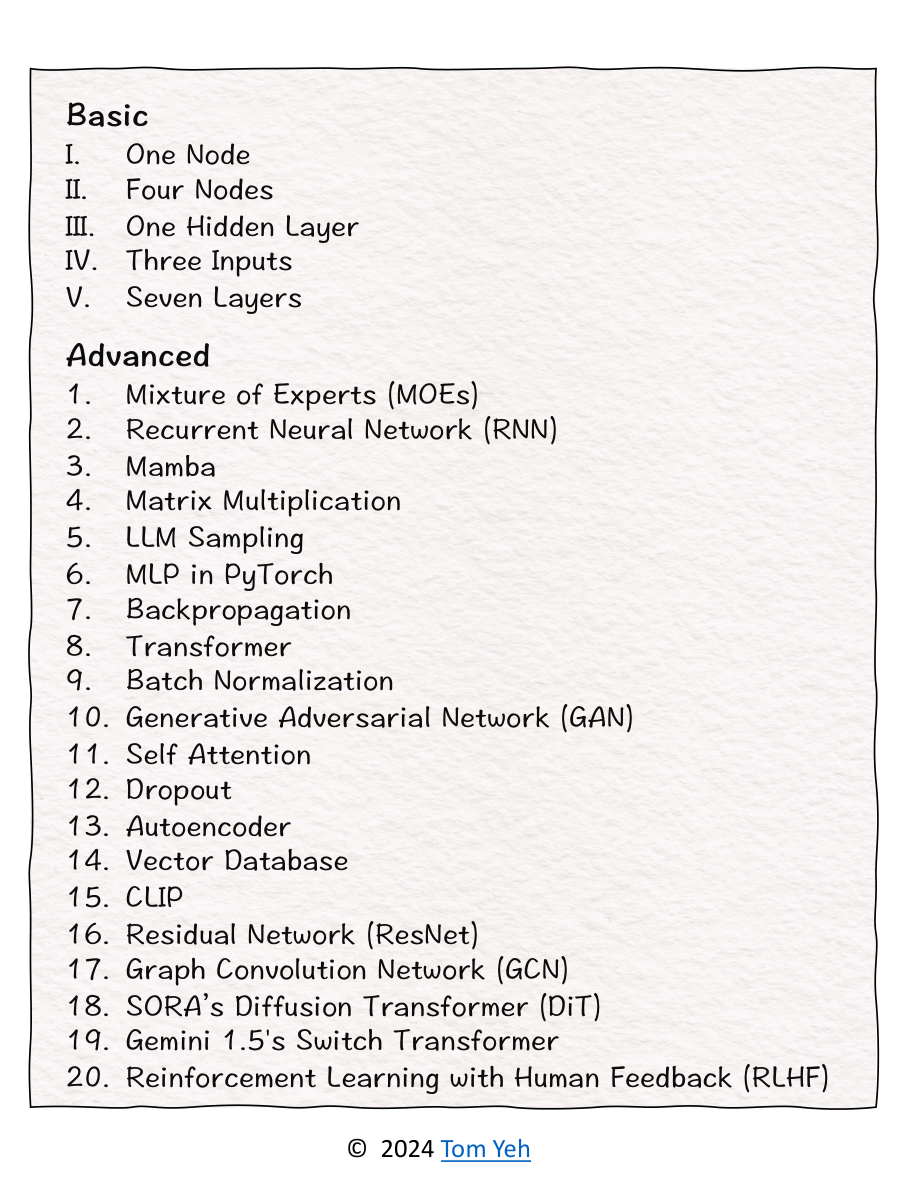 Basic
I. One Node
II. Four Nodes
III. One Hidden Layer
IV. Three Inputs
V. Seven Layers
Advanced
1. Mixture of Experts (MOEs)
2. Recurrent Neural Network (RNN)
3. Mamba
4. Matrix Multiplication
5. LLM Sampling
6. MLP in PyTorch
7. Backpropagation
8. Transformer
9. Batch Normalization
10. Generative Adversarial Network (GAN)
11. Self Attention
12. Dropout
13. Autoencoder
14. Vector Database
15. CLIP
16. Residual Network (ResNet)
17. Graph Convolution Network (GCN)
18. SORA’s Diffusion Transformer (DiT)
19. Gemini 1.5's Switch Transformer
20. Reinforcement Learning with Human Feedback (RLHF)
© 2024 Tom Yeh